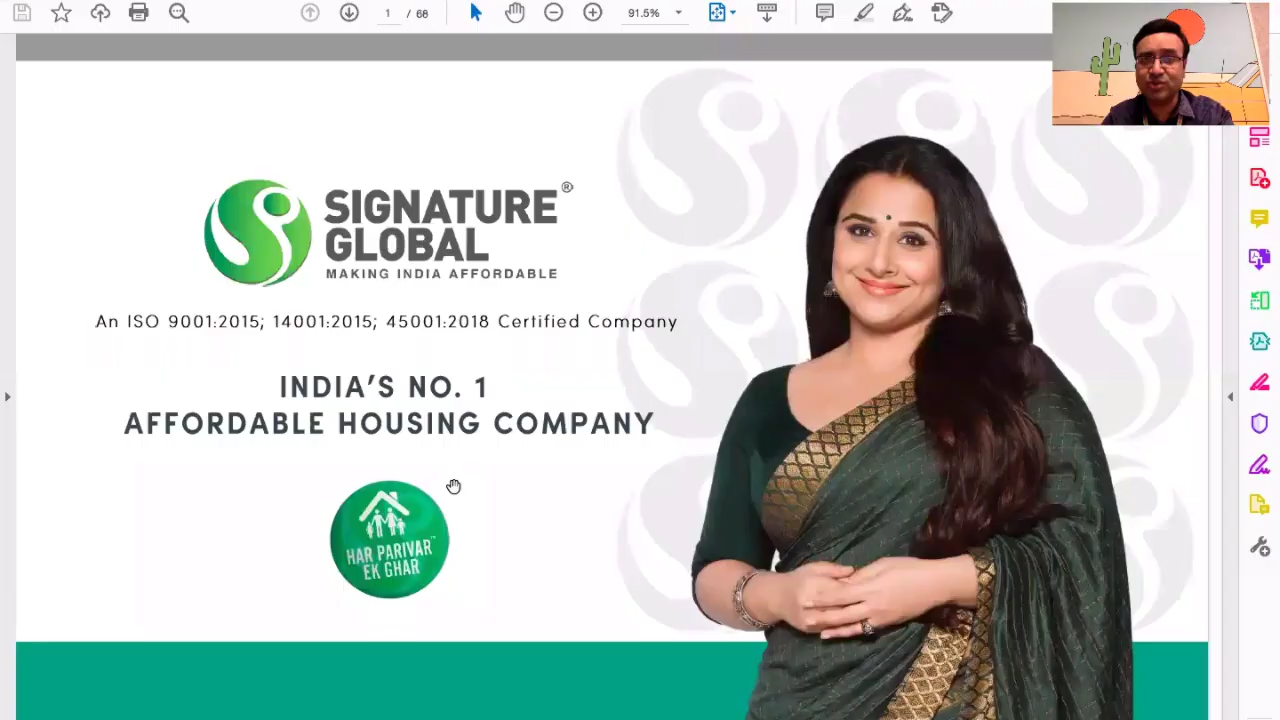 1 / 68
91.5%
SIGNATURE®
GLOBAL
MAKING INDIA AFFORDABLE
An ISO 9001:2015; 14001:2015; 45001:2018 Certified Company
INDIA'S NO. 1
AFFORDABLE HOUSING COMPANY
HAR PARIVAR™
EK GHAR